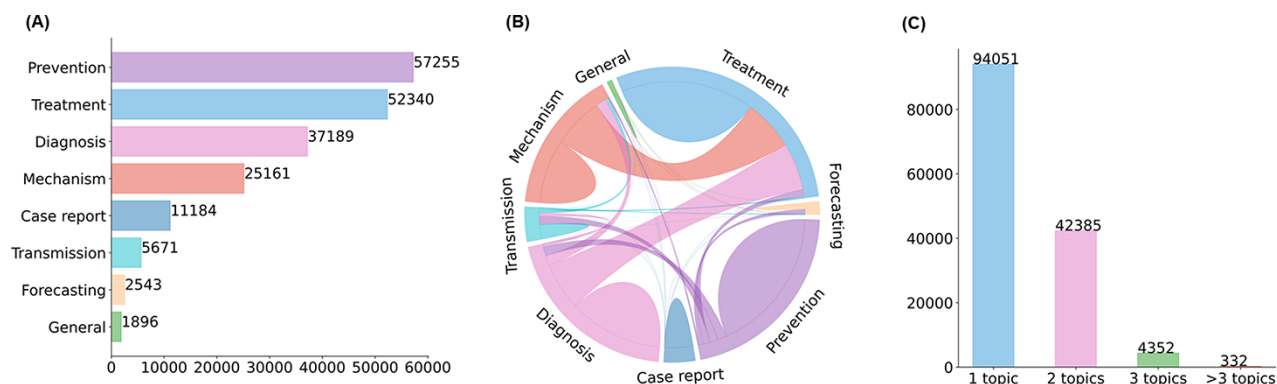 (A)
Prevention 57255
Treatment 52340
Diagnosis 37189
Mechanism 25161
Case report 11184
Transmission 5671
Forecasting 2543
General 1896
0 10000 20000 30000 40000 50000 60000
(B)
General
Treatment
Mechanism
Forecasting
Transmission
Prevention
Diagnosis
Case report
(C)
94051
80000
60000
42385
40000
20000
4352
332
0
1 topic 2 topics 3 topics >3 topics